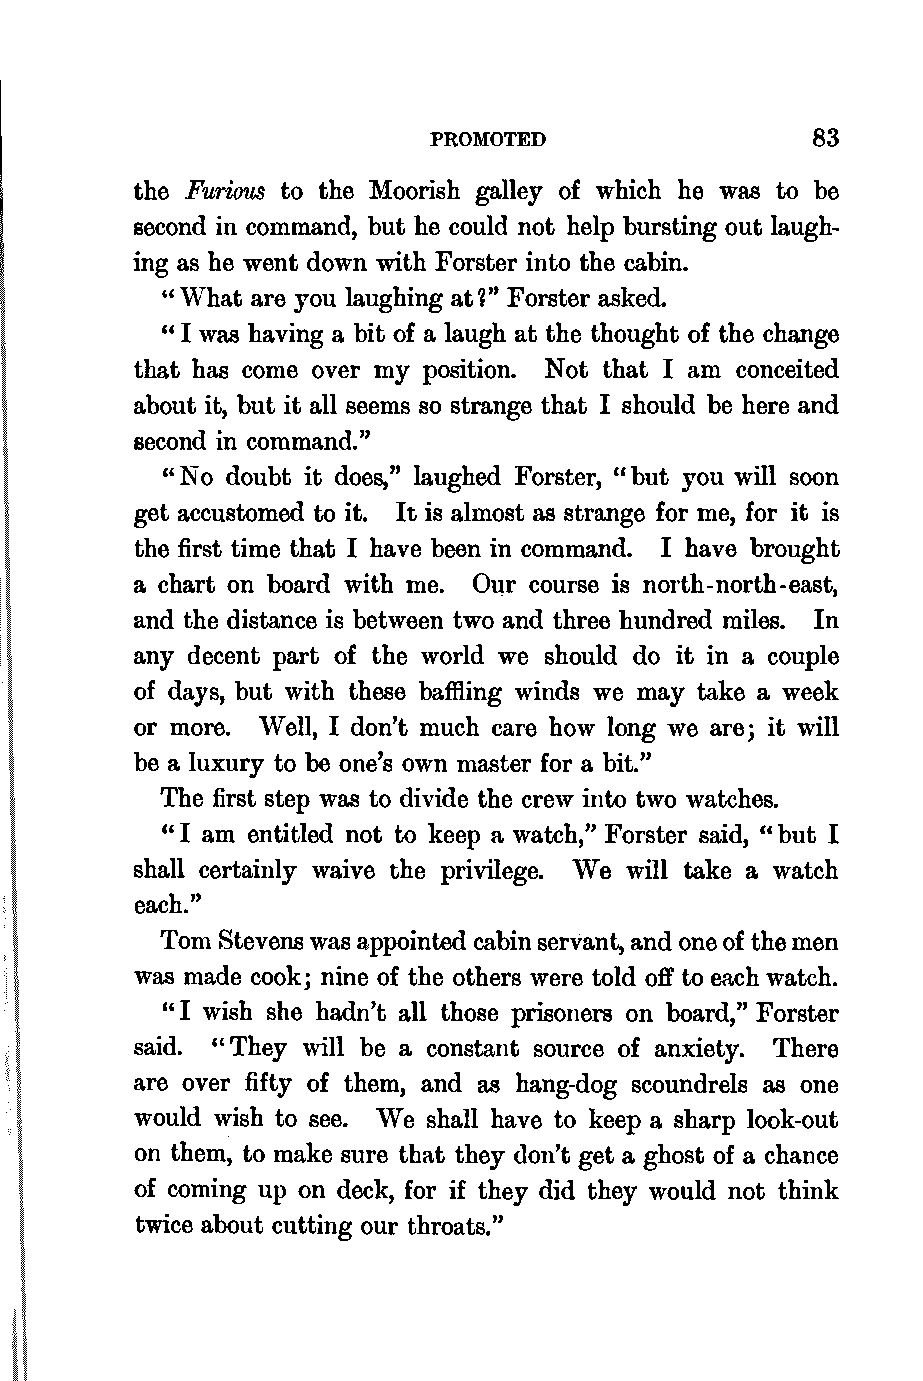 PROMOTED 83
the Furious to the Moorish galley of which he was to be
second in command, but he could not help bursting out laugh-
ing as he went down with Forster into the cabin.
“What are you laughing at?” Forster asked.
“I was having a bit of a laugh at the thought of the change
that has come over my position. Not that I am conceited
about it, but it all seems so strange that I should be here and
second in command.”
“No doubt it does,” laughed Forster, “but you will soon
get accustomed to it. It is almost as strange for me, for it is
the first time that I have been in command. I have brought
a chart on board with me. Our course is north-north-east,
and the distance is between two and three hundred miles. In
any decent part of the world we should do it in a couple
of days, but with these baffling winds we may take a week
or more. Well, I don’t much care how long we are; it will
be a luxury to be one’s own master for a bit.”
The first step was to divide the crew into two watches.
“I am entitled not to keep a watch,” Forster said, “but I
shall certainly waive the privilege. We will take a watch
each.”
Tom Stevens was appointed cabin servant, and one of the men
was made cook; nine of the others were told off to each watch.
“I wish she hadn’t all those prisoners on board,” Forster
said. “They will be a constant source of anxiety. There
are over fifty of them, and as hang-dog scoundrels as one
would wish to see. We shall have to keep a sharp look-out
on them, to make sure that they don’t get a ghost of a chance
of coming up on deck, for if they did they would not think
twice about cutting our throats.”